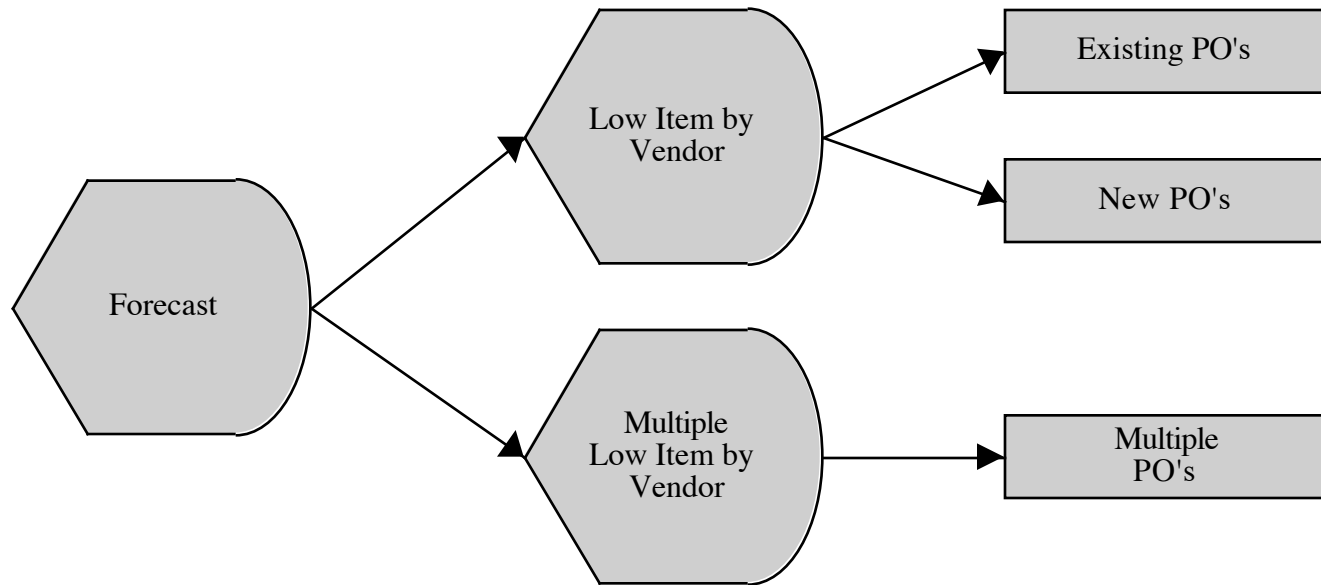 Existing PO's
Low Item by
Vendor
New PO's
Forecast
Multiple
Low Item by
Vendor
Multiple
PO's